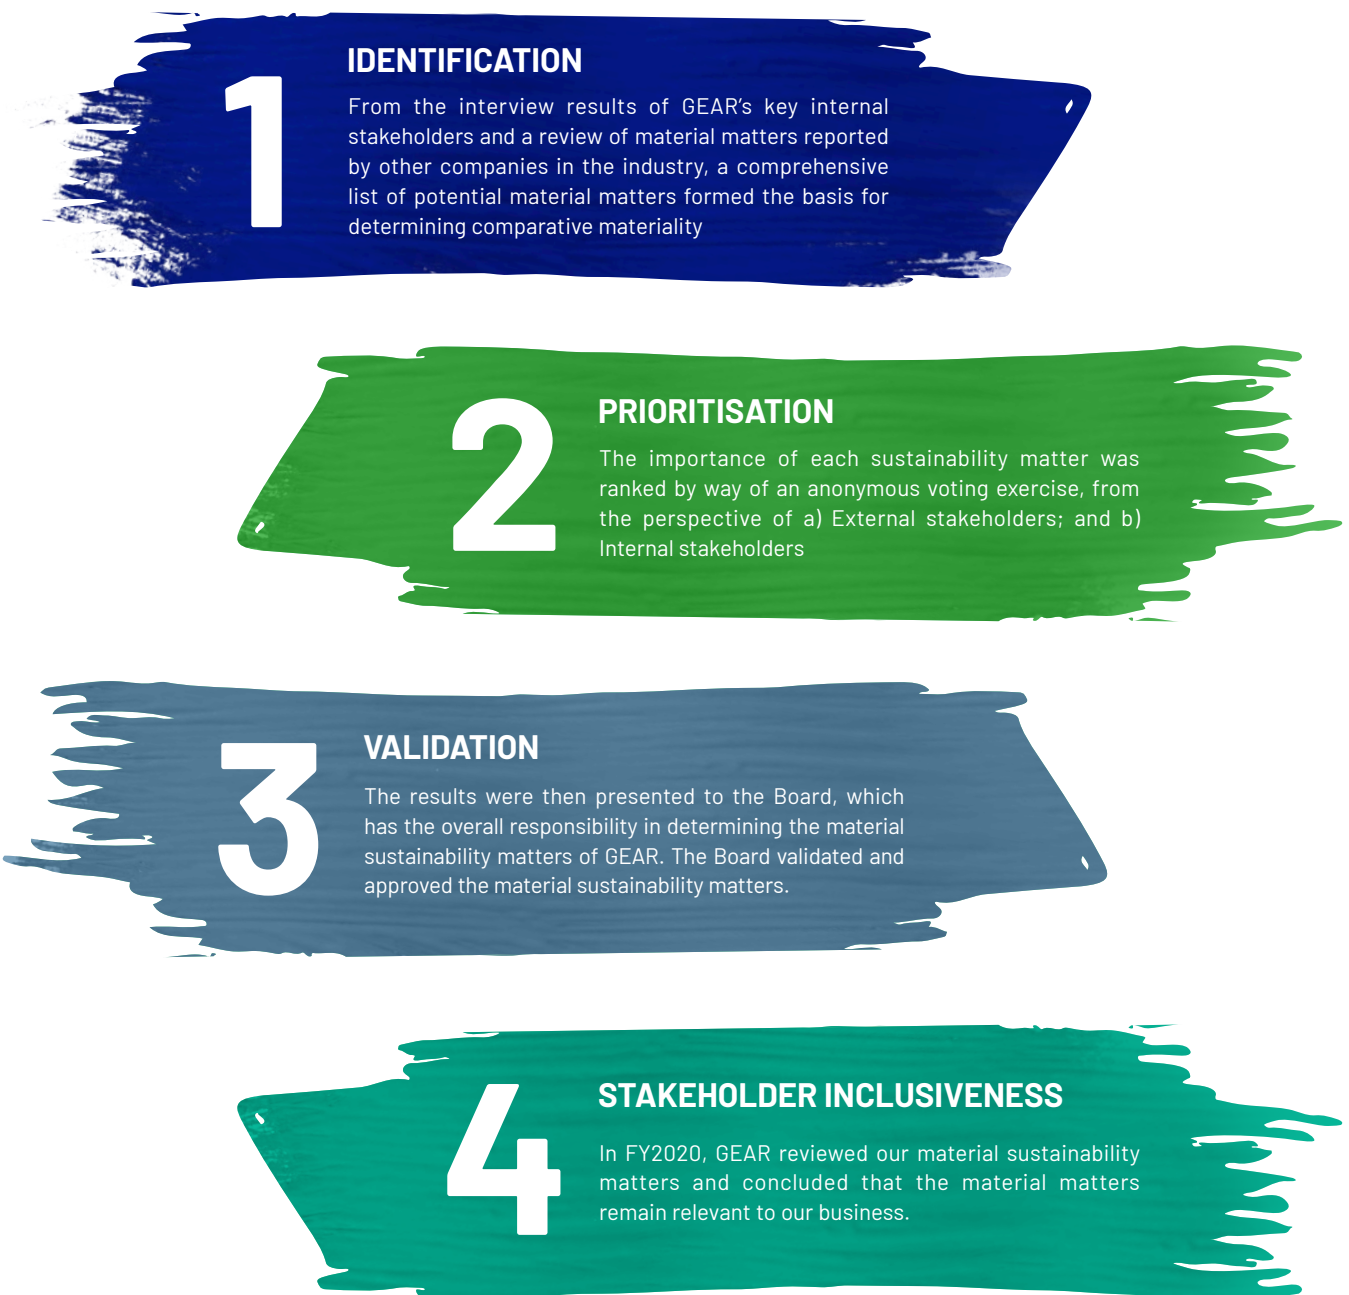 1
IDENTIFICATION
From the interview results of GEAR’s key internal
stakeholders and a review of material matters reported
by other companies in the industry, a comprehensive
list of potential material matters formed the basis for
determining comparative materiality
2
PRIORITISATION
The importance of each sustainability matter was
ranked by way of an anonymous voting exercise, from
the perspective of a) External stakeholders; and b)
Internal stakeholders
3
VALIDATION
The results were then presented to the Board, which
has the overall responsibility in determining the material
sustainability matters of GEAR. The Board validated and
approved the material sustainability matters.
4
STAKEHOLDER INCLUSIVENESS
In FY2020, GEAR reviewed our material sustainability
matters and concluded that the material matters
remain relevant to our business.